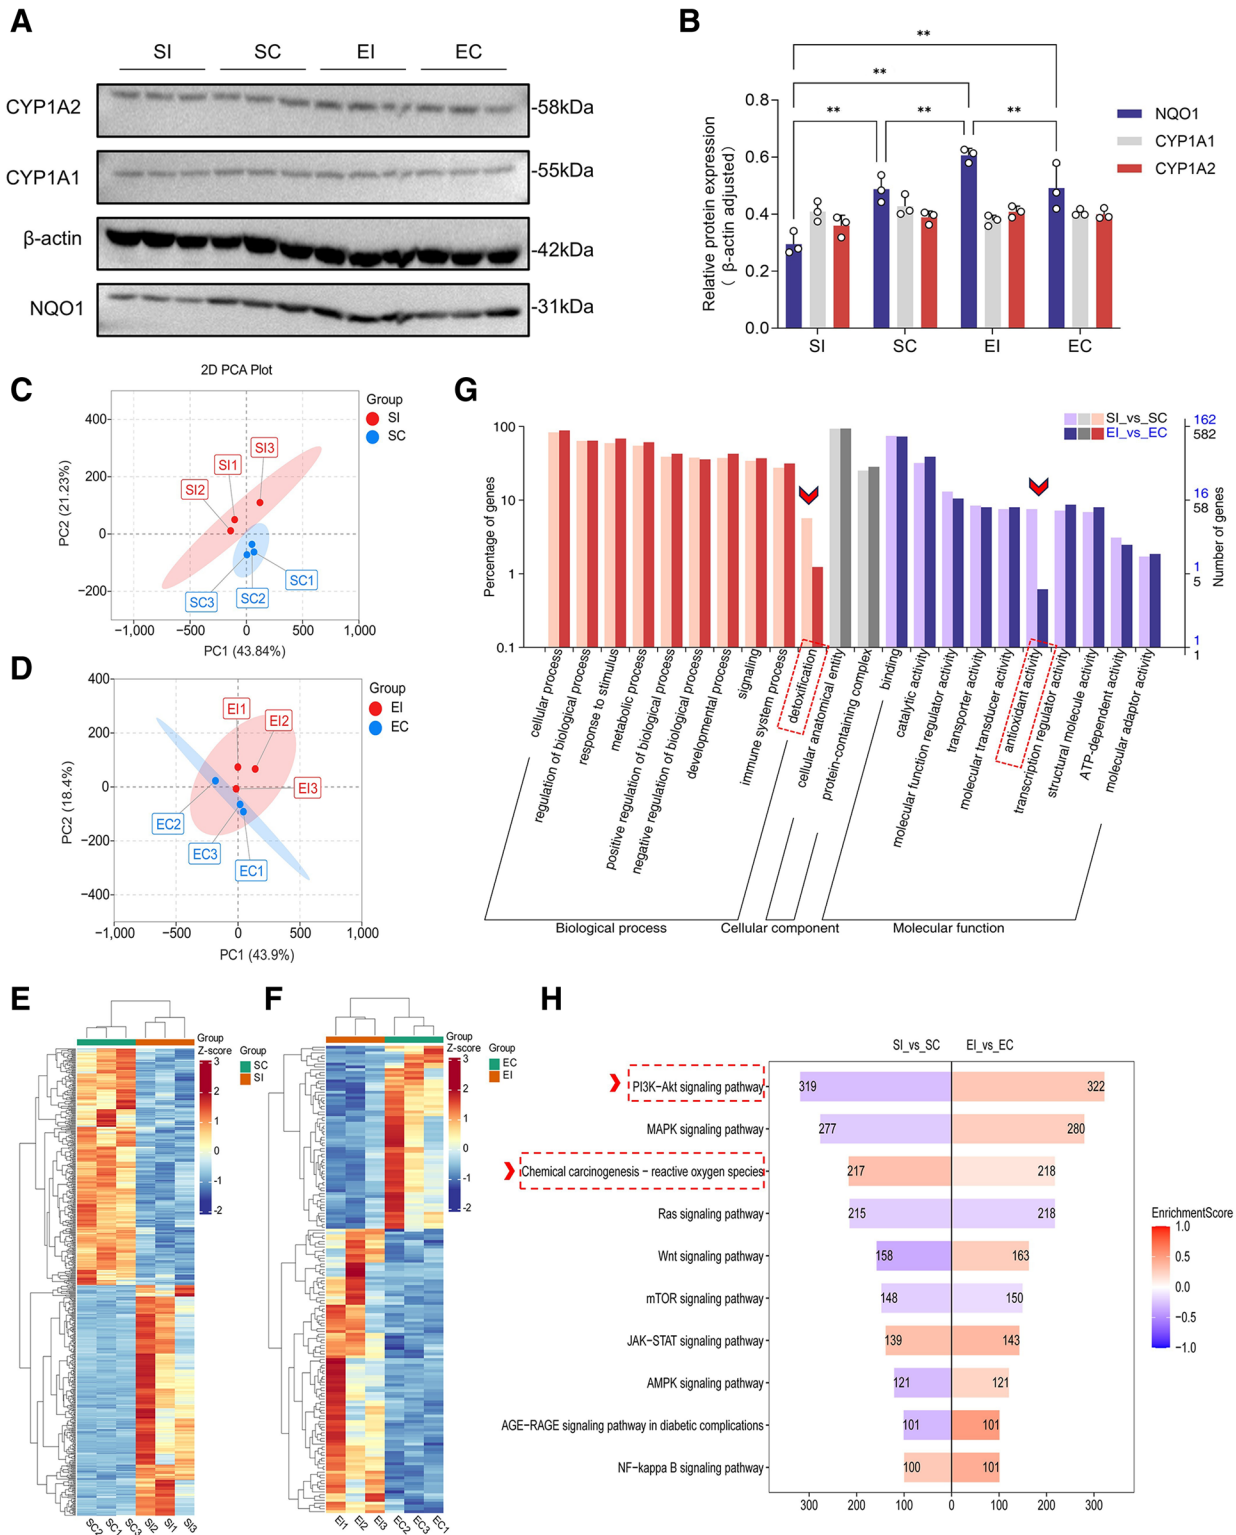 A
SI SC EI EC
CYP1A2
-58kDa
CYP1A1
-55kDa
β-actin
-42kDa
NQO1
-31kDa
B
**
**
** ** **
Relative protein expression
( β-actin adjusted)
0.8
0.6
0.4
0.2
0.0
SI SC EI EC
NQO1
CYP1A1
CYP1A2
C
2D PCA Plot
Group
SI
SC
PC2 (21.23%)
400
200
0
−200
SI3
SI1
SI2
SC1
SC2
SC3
−1,000 −500 0 500 1,000
PC1 (43.84%)
D
Group
EI
EC
PC2 (18.4%)
400
200
0
−200
−400
EI1
EI2
EI3
EC2
EC3
EC1
−1,000 −500 0 500 1,000
PC1 (43.9%)
G
SI_vs_SC
EI_vs_EC
Percentage of genes
100
10
1
0.1
162
582
16
58
1
5
1
1
Number of genes
cellular process
regulation of biological process
response to stimulus
metabolic process
positive regulation of biological process
negative regulation of biological process
developmental process
signaling
immune system process
detoxification
cellular anatomical entity
protein-containing complex
binding
catalytic activity
molecular function regulator activity
transporter activity
molecular transducer activity
antioxidant activity
transcription regulator activity
structural molecule activity
ATP-dependent activity
molecular adaptor activity
Biological process
Cellular component
Molecular function
E
Group
Z-score
3
2
1
0
-1
-2
Group
SC
SI
SC2 SC1 SC3 SI2 SI1 SI3
F
Group
Z-score
3
2
1
0
-1
-2
Group
EC
EI
EI1 EI2 EI3 EC2 EC3 EC1
H
SI_vs_SC EI_vs_EC
PI3K−Akt signaling pathway 319 322
MAPK signaling pathway 277 280
Chemical carcinogenesis − reactive oxygen species 217 218
Ras signaling pathway 215 218
Wnt signaling pathway 158 163
mTOR signaling pathway 148 150
JAK−STAT signaling pathway 139 143
AMPK signaling pathway 121 121
AGE−RAGE signaling pathway in diabetic complications 101 101
NF−kappa B signaling pathway 100 101
300 200 100 0 100 200 300
EnrichmentScore
1.0
0.5
0.0
−0.5
−1.0